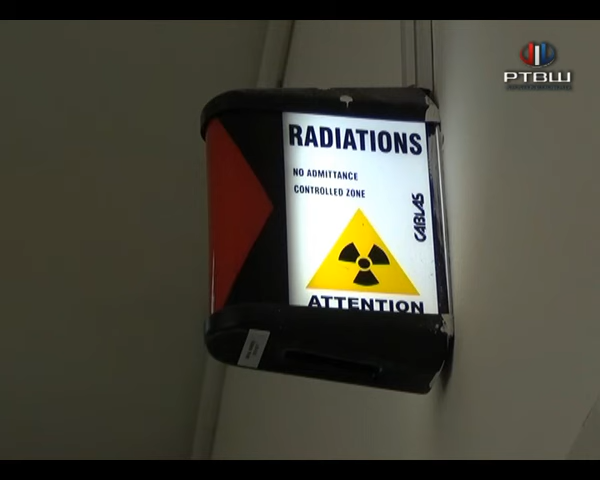 РТВШ
RADIATIONS
NO ADMITTANCE
CONTROLLED ZONE
CABLAS
ATTENTION